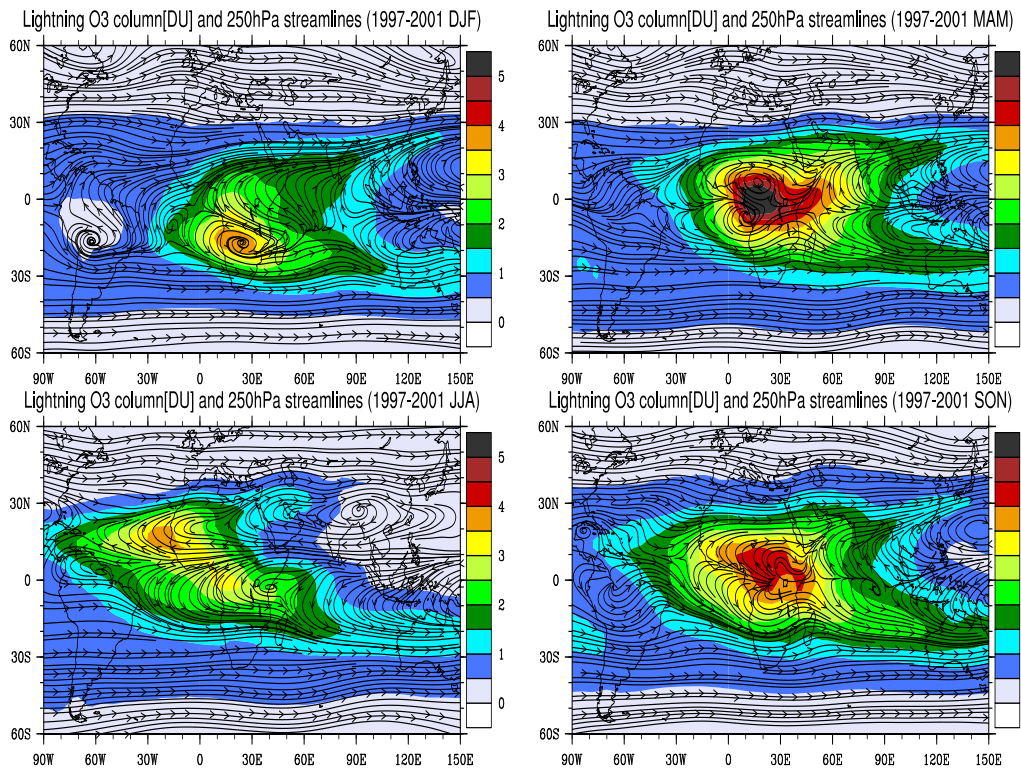 Lightning O3 column[DU] and 250hPa streamlines (1997-2001 DJF)
60N
30N
0
30S
60S
90W 60W 30W 0 30E 60E 90E 120E 150E
5
4
3
2
1
0
Lightning O3 column[DU] and 250hPa streamlines (1997-2001 MAM)
60N
30N
0
30S
60S
90W 60W 30W 0 30E 60E 90E 120E 150E
5
4
3
2
1
0
Lightning O3 column[DU] and 250hPa streamlines (1997-2001 JJA)
60N
30N
0
30S
60S
90W 60W 30W 0 30E 60E 90E 120E 150E
5
4
3
2
1
0
Lightning O3 column[DU] and 250hPa streamlines (1997-2001 SON)
60N
30N
0
30S
60S
90W 60W 30W 0 30E 60E 90E 120E 150E
5
4
3
2
1
0